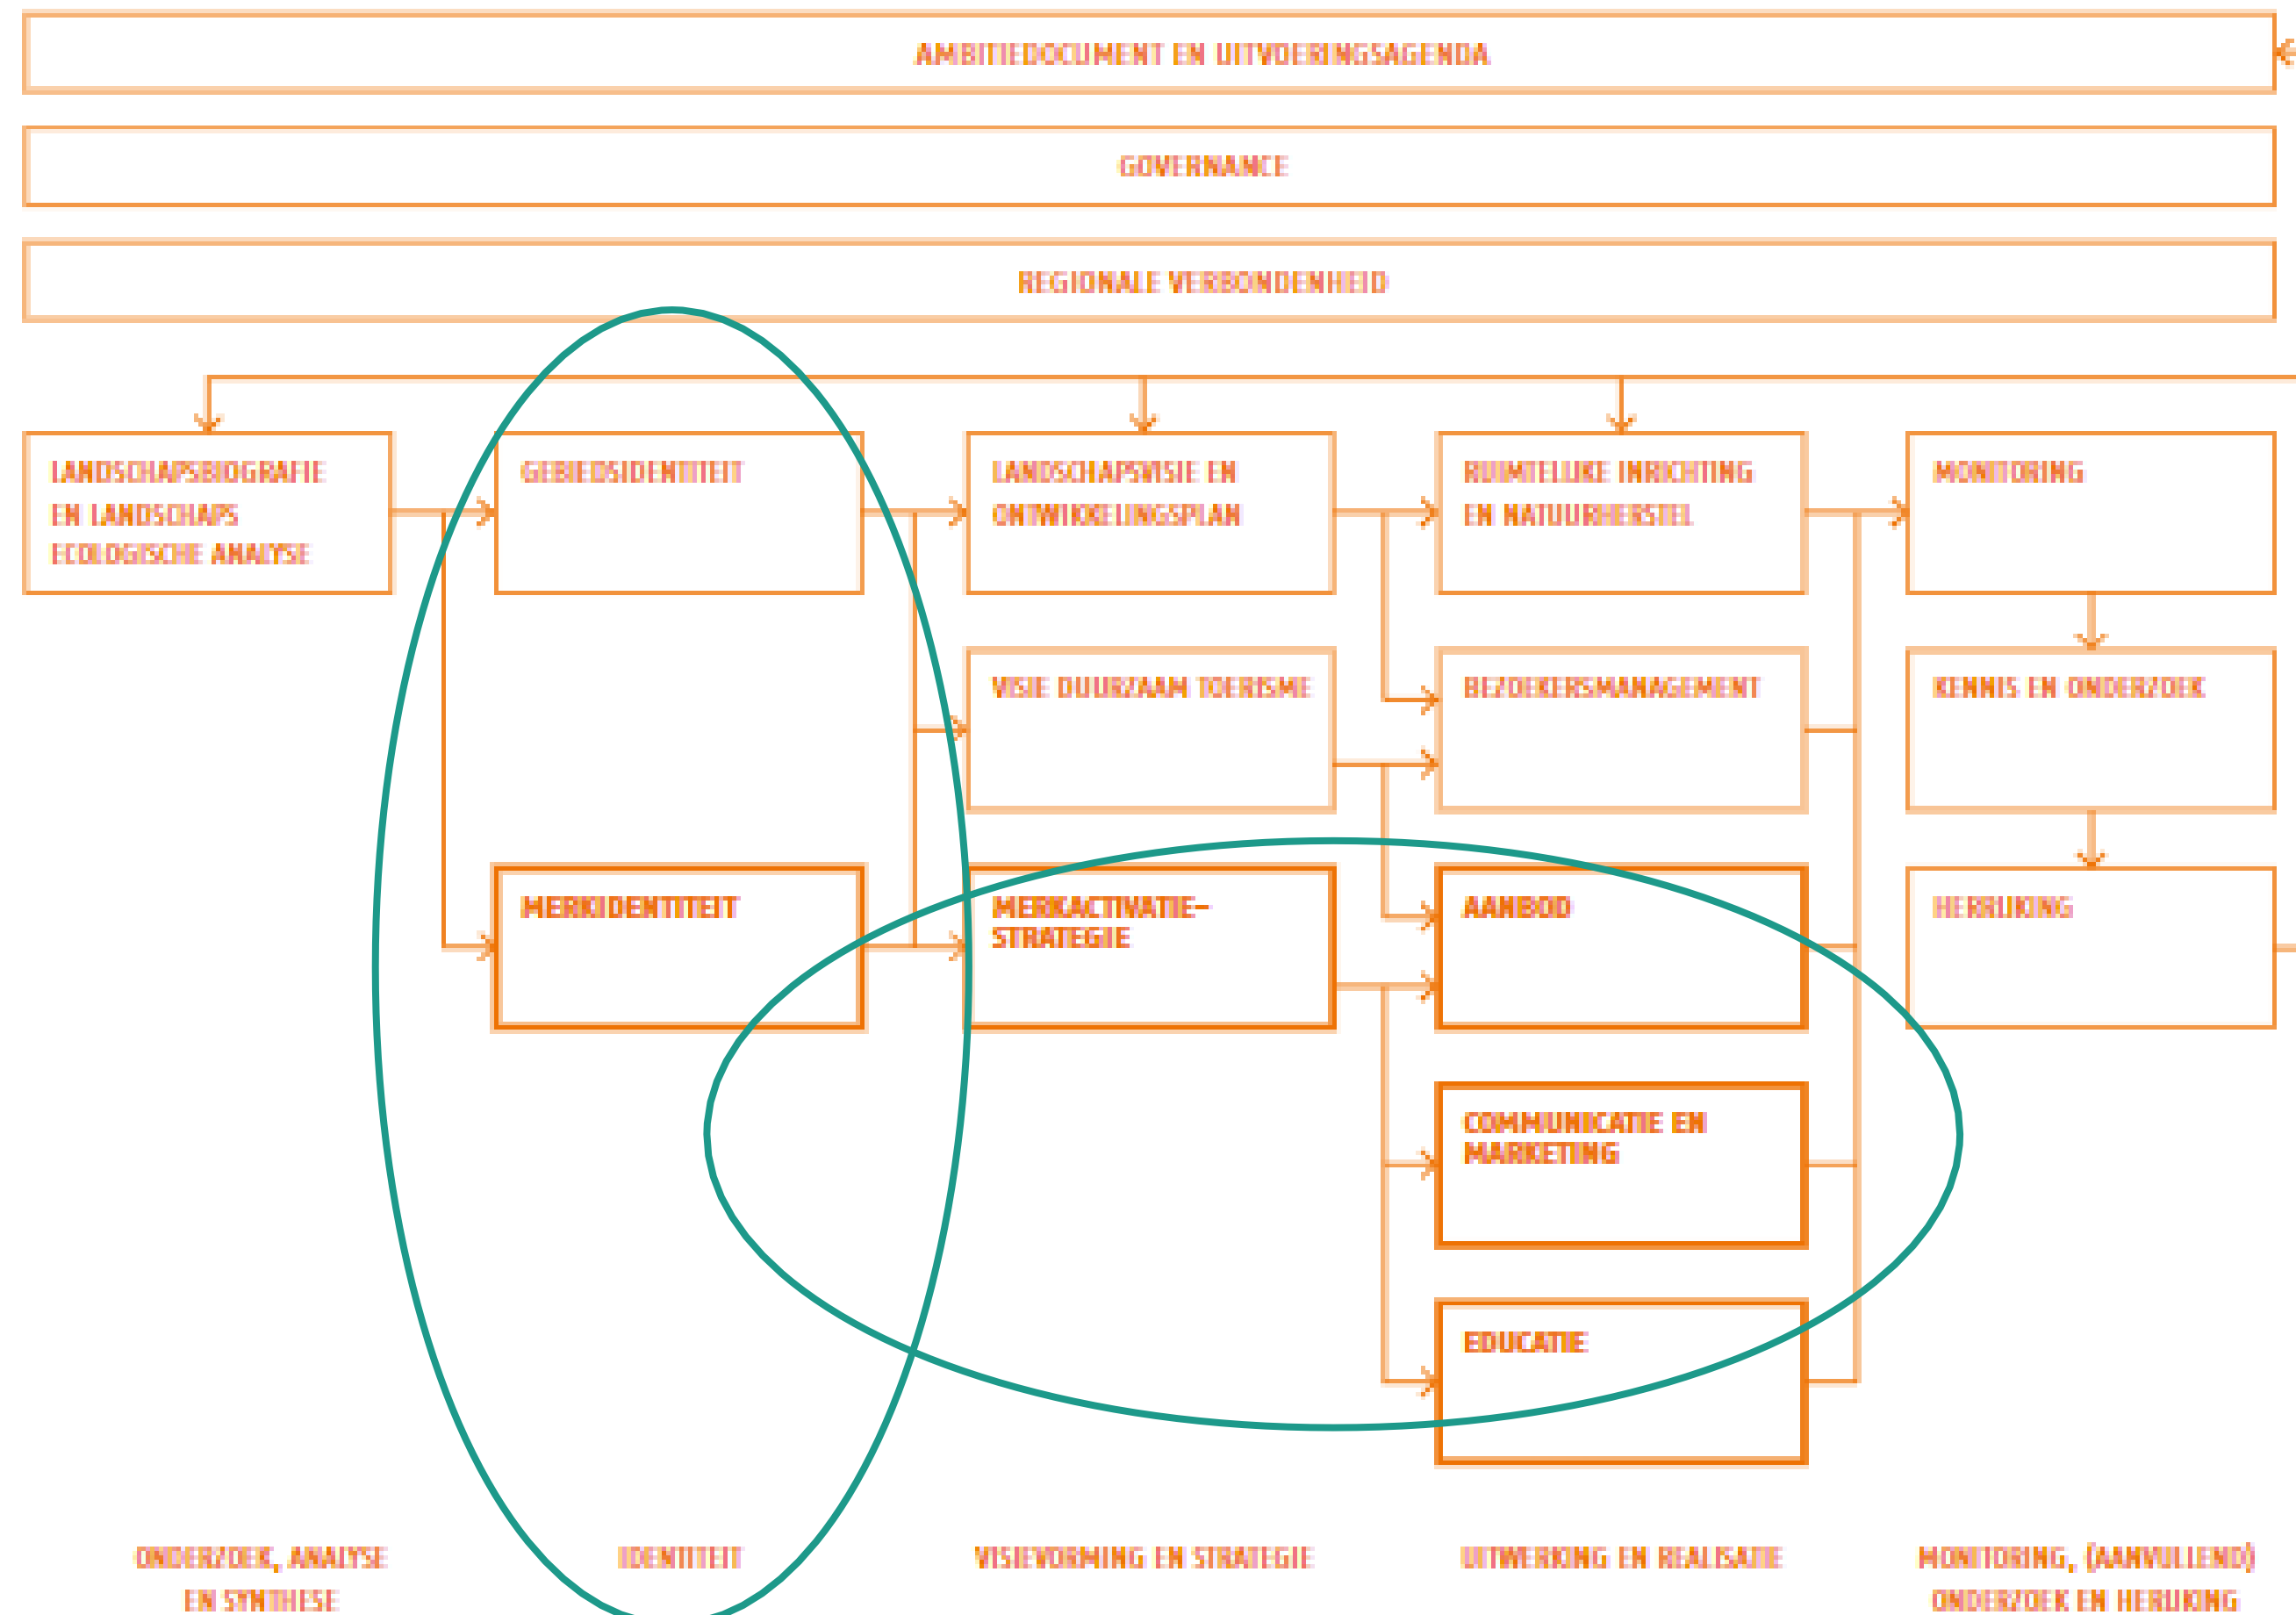 AMBITIEDOCUMENT EN UITVOERINGSAGENDA
GOVERNANCE
REGIONALE VERBONDENHEID
LANDSCHAPSBIOGRAFIE
EN LANDSCHAPS
ECOLOGISCHE ANALYSE
GEBIEDSIDENTITEIT
LANDSCHAPSVISIE EN
ONTWIKKELINGSPLAN
RUIMTELIJKE INRICHTING
EN NATUURHERSTEL
MONITORING
VISIE DUURZAAM TOERISME
BEZOEKERSMANAGEMENT
KENNIS EN ONDERZOEK
MERKIDENTITEIT
MERKACTIVATIE-
STRATEGIE
AANBOD
HERIJKING
COMMUNICATIE EN
MARKETING
EDUCATIE
ONDERZOEK, ANALYSE
EN SYNTHESE
IDENTITEIT
VISIEVORMING EN STRATEGIE
UITWERKING EN REALISATIE
MONITORING, (AANVULLEND)
ONDERZOEK EN HERIJKING